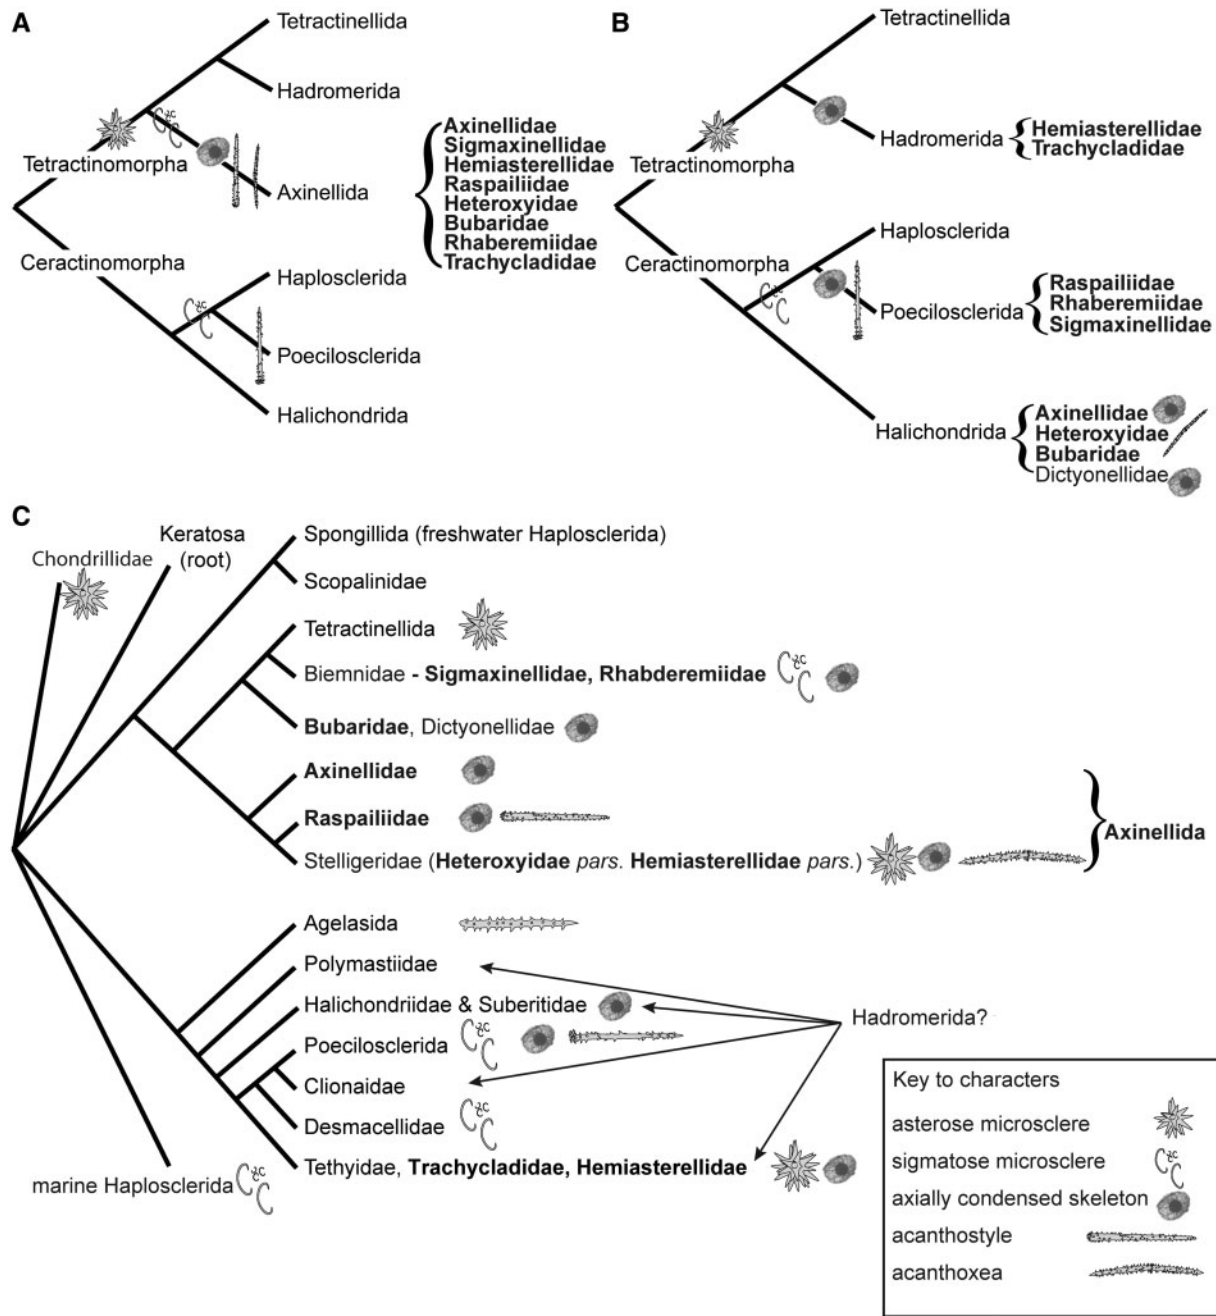 A
Tetractinellida
Hadromerida
Tetractinomorpha
Axinellida
Axinellidae
Sigmaxinellidae
Hemiasterellidae
Raspailiidae
Heteroxyidae
Bubaridae
Rhaberemiidae
Trachycladidae
Ceractinomorpha
Haplosclerida
Poecilosclerida
Halichondrida
B
Tetractinellida
Hadromerida
Hemiasterellidae
Trachycladidae
Tetractinomorpha
Haplosclerida
Ceractinomorpha
Poecilosclerida
Raspailiidae
Rhaberemiidae
Sigmaxinellidae
Halichondrida
Axinellidae
Heteroxyidae
Bubaridae
Dictyonellidae
C
Chondrillidae
Keratosa
(root)
Spongillida (freshwater Haplosclerida)
Scopalinidae
Tetractinellida
Biemnidae - Sigmaxinellidae, Rhabderemiidae
Bubaridae, Dictyonellidae
Axinellidae
Raspailiidae
Stelligeridae (Heteroxyidae pars. Hemiasterellidae pars.)
Axinellida
Agelasida
Polymastiidae
Halichondriidae & Suberitidae
Poecilosclerida
Clionaidae
Desmacellidae
Tethyidae, Trachycladidae, Hemiasterellidae
marine Haplosclerida
Hadromerida?
Key to characters
asterose microsclere
sigmatose microsclere
axially condensed skeleton
acanthostyle
acanthoxea